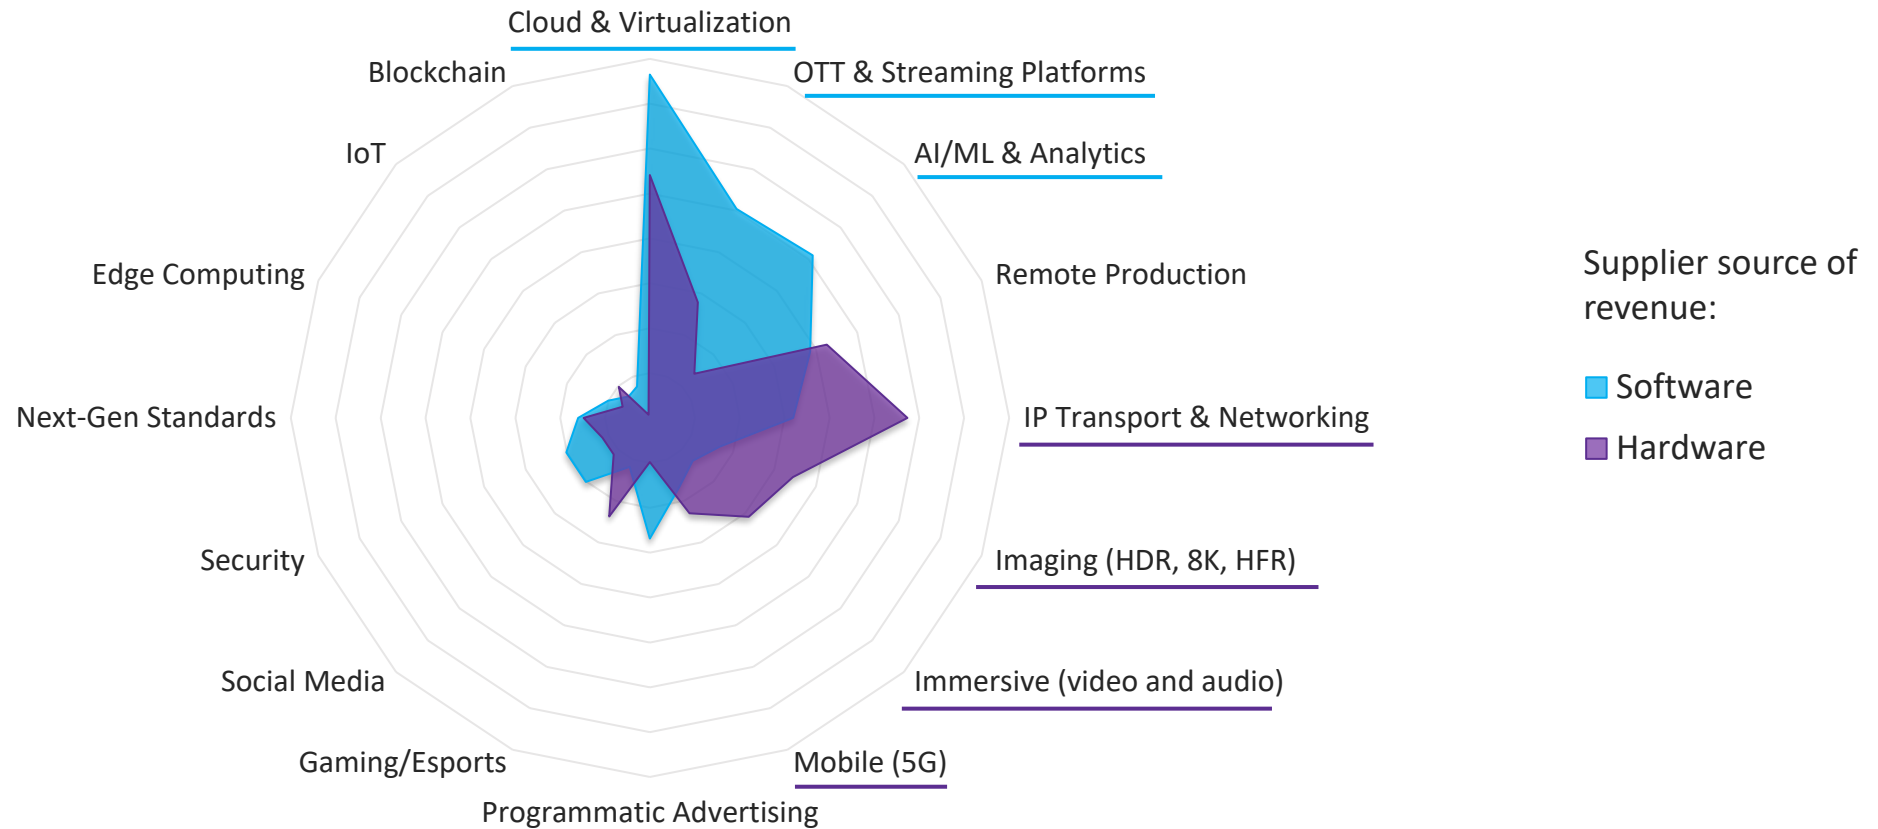 Cloud & Virtualization
Blockchain
OTT & Streaming Platforms
IoT
AI/ML & Analytics
Edge Computing
Remote Production
Supplier source of
revenue:
Software
Hardware
Next-Gen Standards
IP Transport & Networking
Security
Imaging (HDR, 8K, HFR)
Social Media
Immersive (video and audio)
Gaming/Esports
Mobile (5G)
Programmatic Advertising